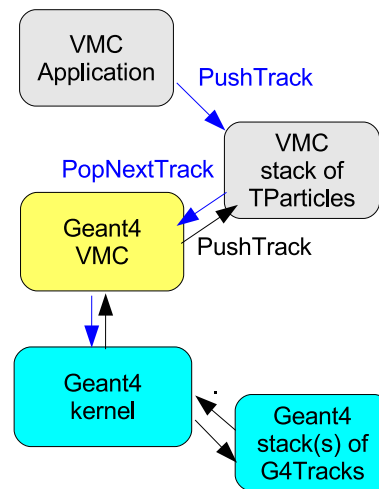 VMC
Application
PushTrack
VMC
stack of
TParticles
PopNextTrack
Geant4
VMC
PushTrack
Geant4
kernel
.
Geant4
stack(s) of
G4Tracks